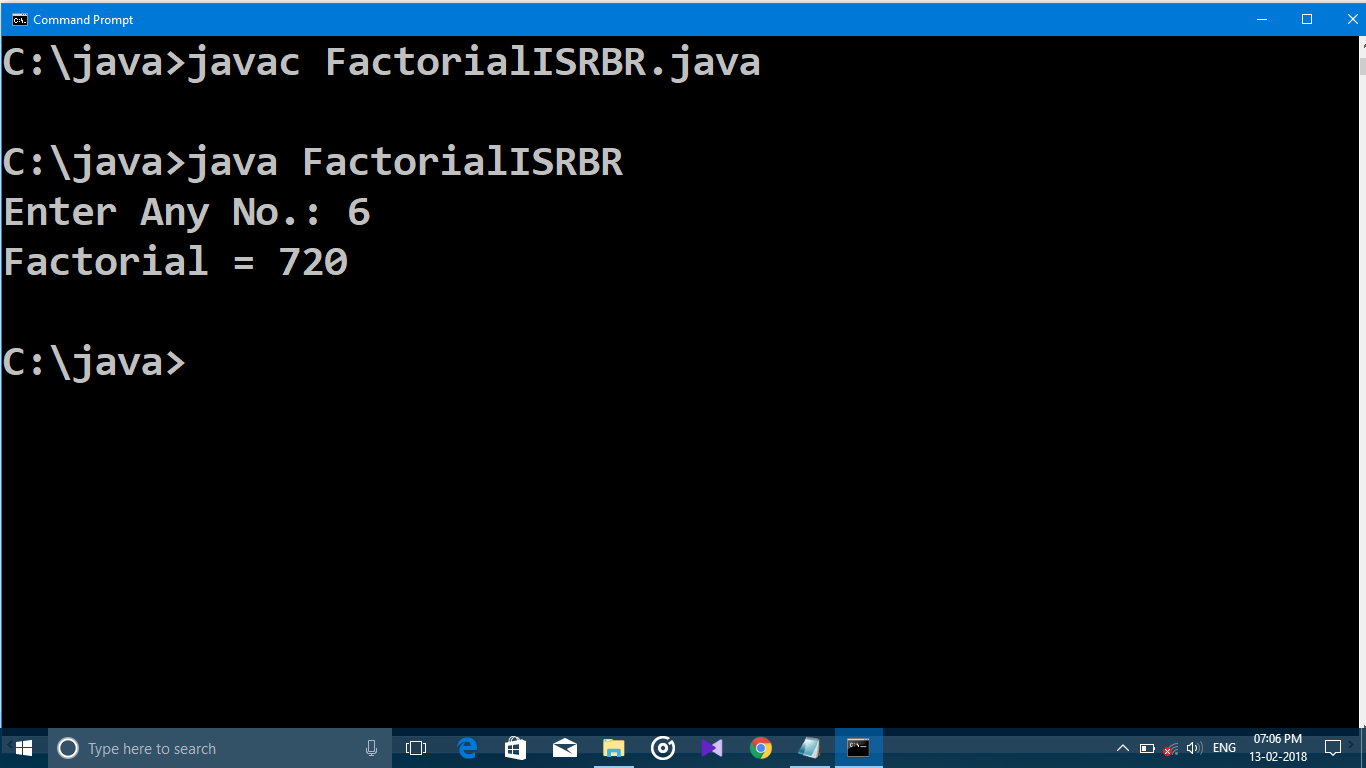 Command Prompt
C:\java>javac FactorialISRBR.java
C:\java>java FactorialISRBR
Enter Any No.: 6
Factorial = 720
C:\java>
Type here to search
ENG
07:06 PM
13-02-2018